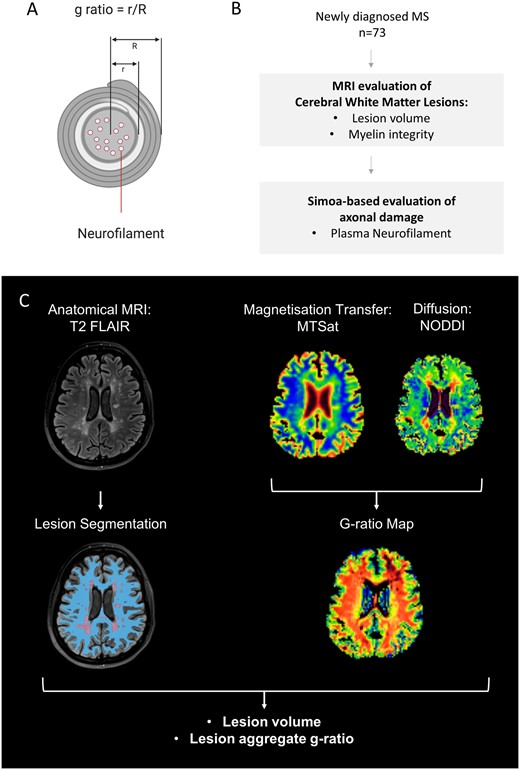 A
g ratio = r/R
R
r
Neurofilament
B
Newly diagnosed MS
n=73
MRI evaluation of
Cerebral White Matter Lesions:
• Lesion volume
• Myelin integrity
Simoa-based evaluation of
axonal damage
• Plasma Neurofilament
C
Anatomical MRI:
T2 FLAIR
Magnetisation Transfer:
MTSat
Diffusion:
NODDI
Lesion Segmentation
G-ratio Map
• Lesion volume
• Lesion aggregate g-ratio